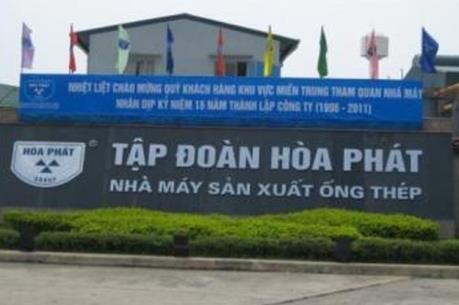 NHIỆT LIỆT CHÀO MỪNG QUÝ KHÁCH HÀNG KHU VỰC MIỀN TRUNG THAM QUAN NHÀ MÁY
NHÂN DỊP KỶ NIỆM 15 NĂM THÀNH LẬP CÔNG TY (1996 - 2011)
HÒA PHÁT
GROUP
TẬP ĐOÀN HÒA PHÁT
NHÀ MÁY SẢN XUẤT ỐNG THÉP